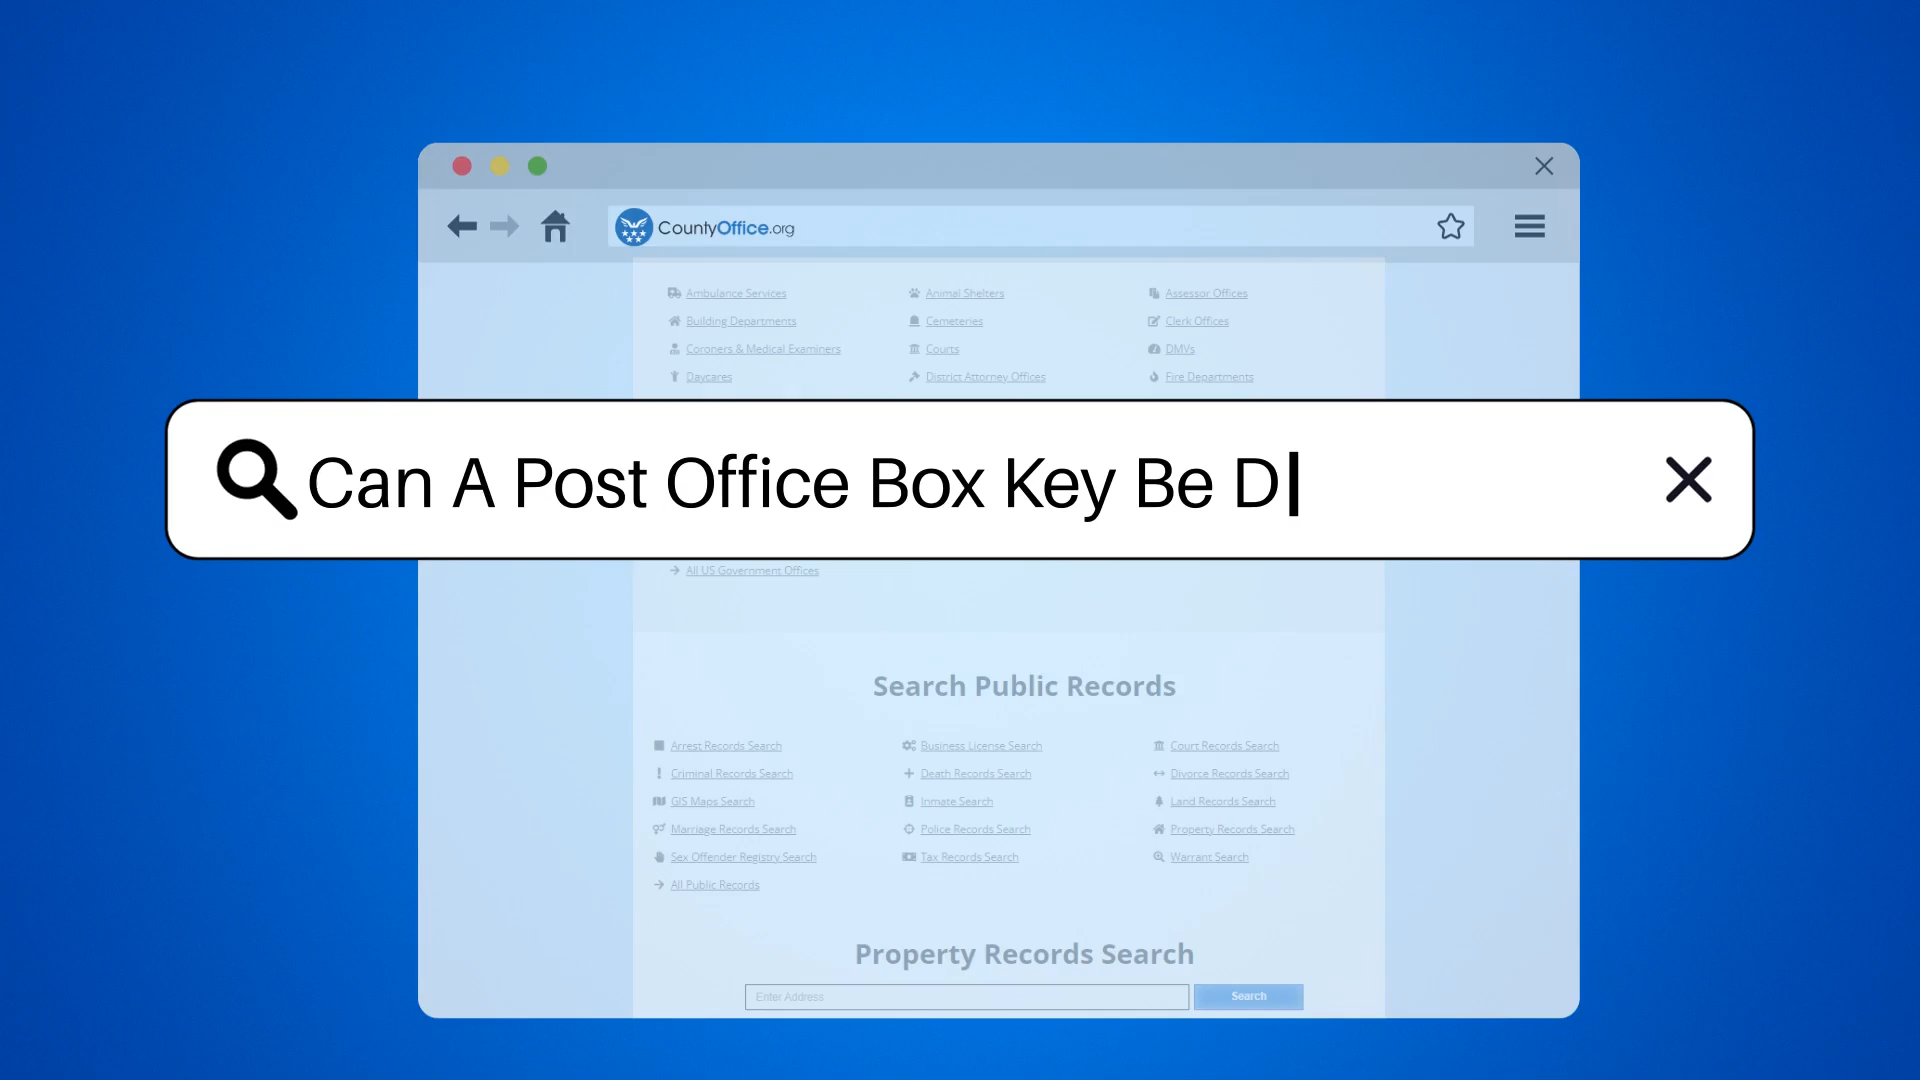 CountyOffice.org
Ambulance Services Animal Shelters Assessor Offices
Building Departments Cemeteries Clerk Offices
Coroners & Medical Examiners Courts DMVs
Daycares District Attorney Offices Fire Departments
Can A Post Office Box Key Be D
All US Government Offices
Search Public Records
Arrest Records Search Business License Search Court Records Search
Criminal Records Search Death Records Search Divorce Records Search
GIS Maps Search Inmate Search Land Records Search
Marriage Records Search Police Records Search Property Records Search
Sex Offender Registry Search Tax Records Search Warrant Search
All Public Records
Property Records Search
Enter Address Search